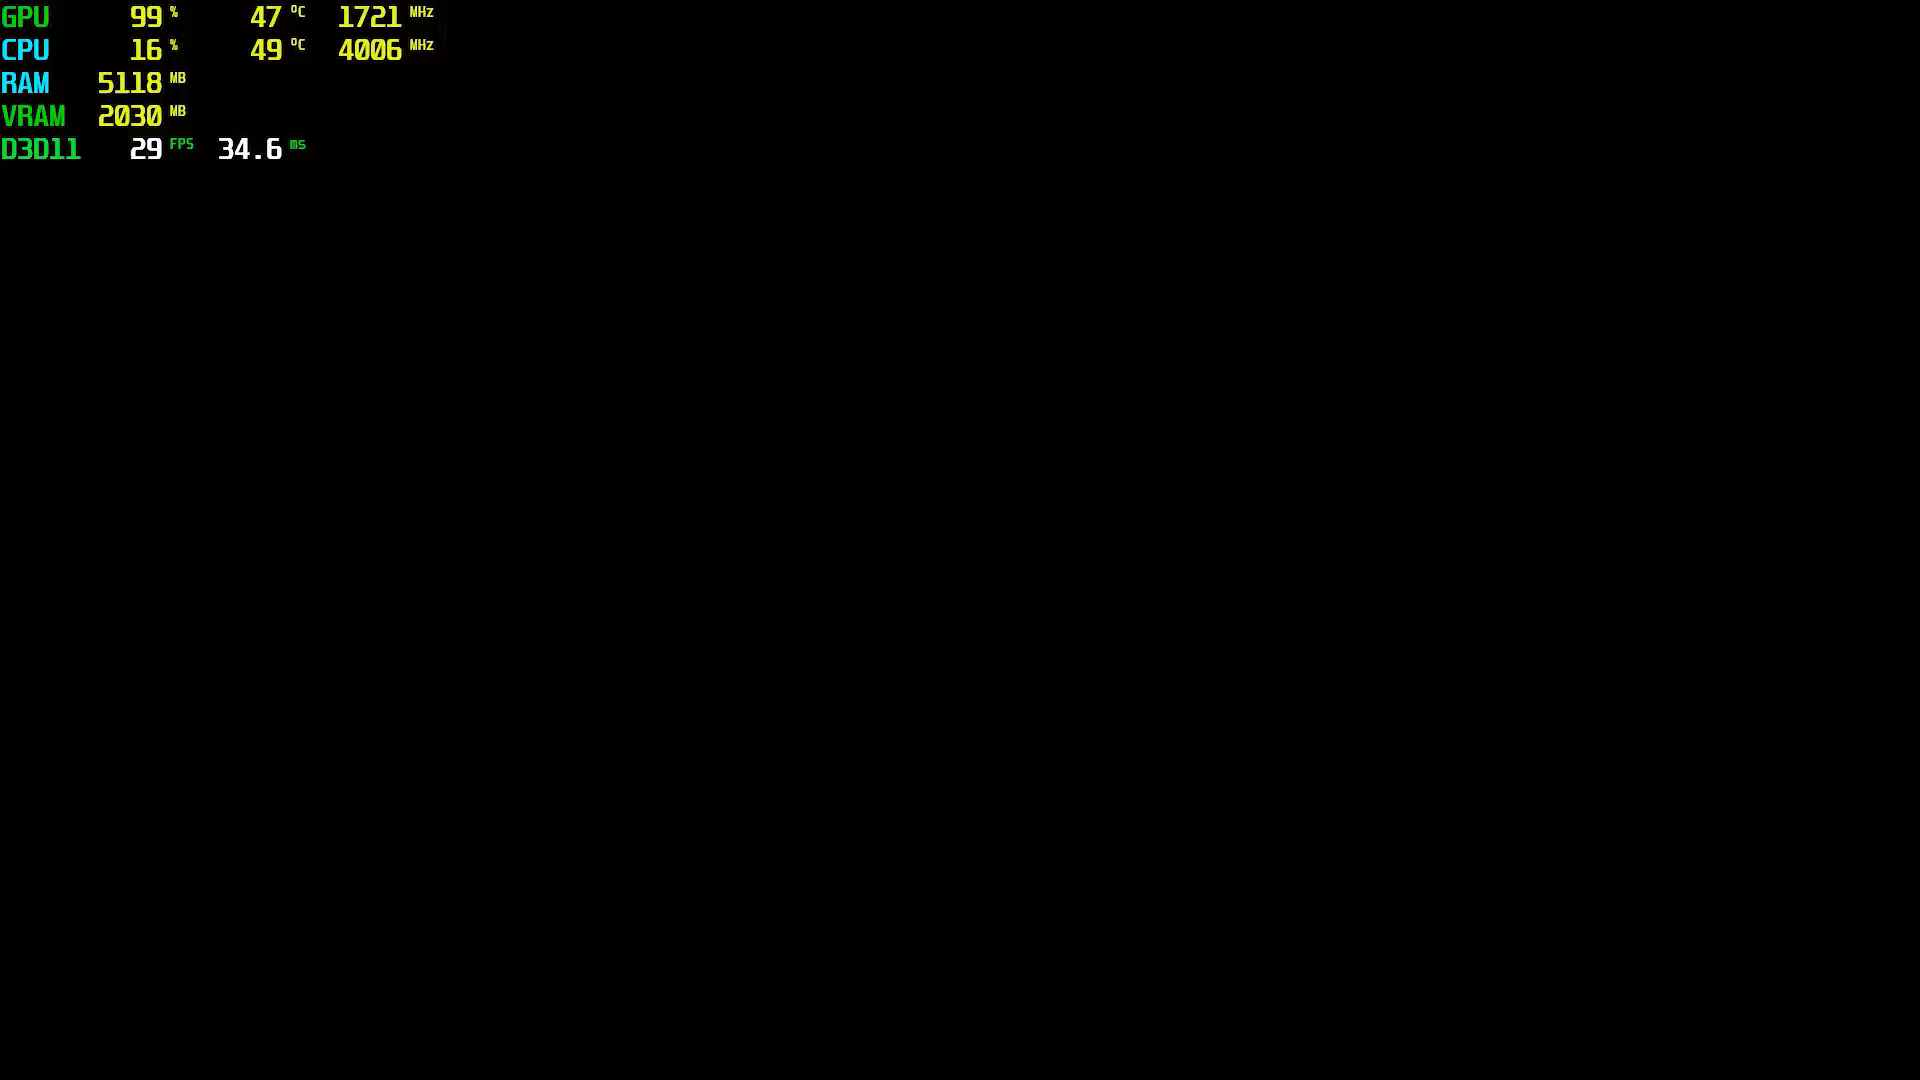 GPU 99 % 47 °C 1721 MHz
CPU 16 % 49 °C 4006 MHz
RAM 5118 MB
VRAM 2030 MB
D3D11 29 FPS 34.6 ms